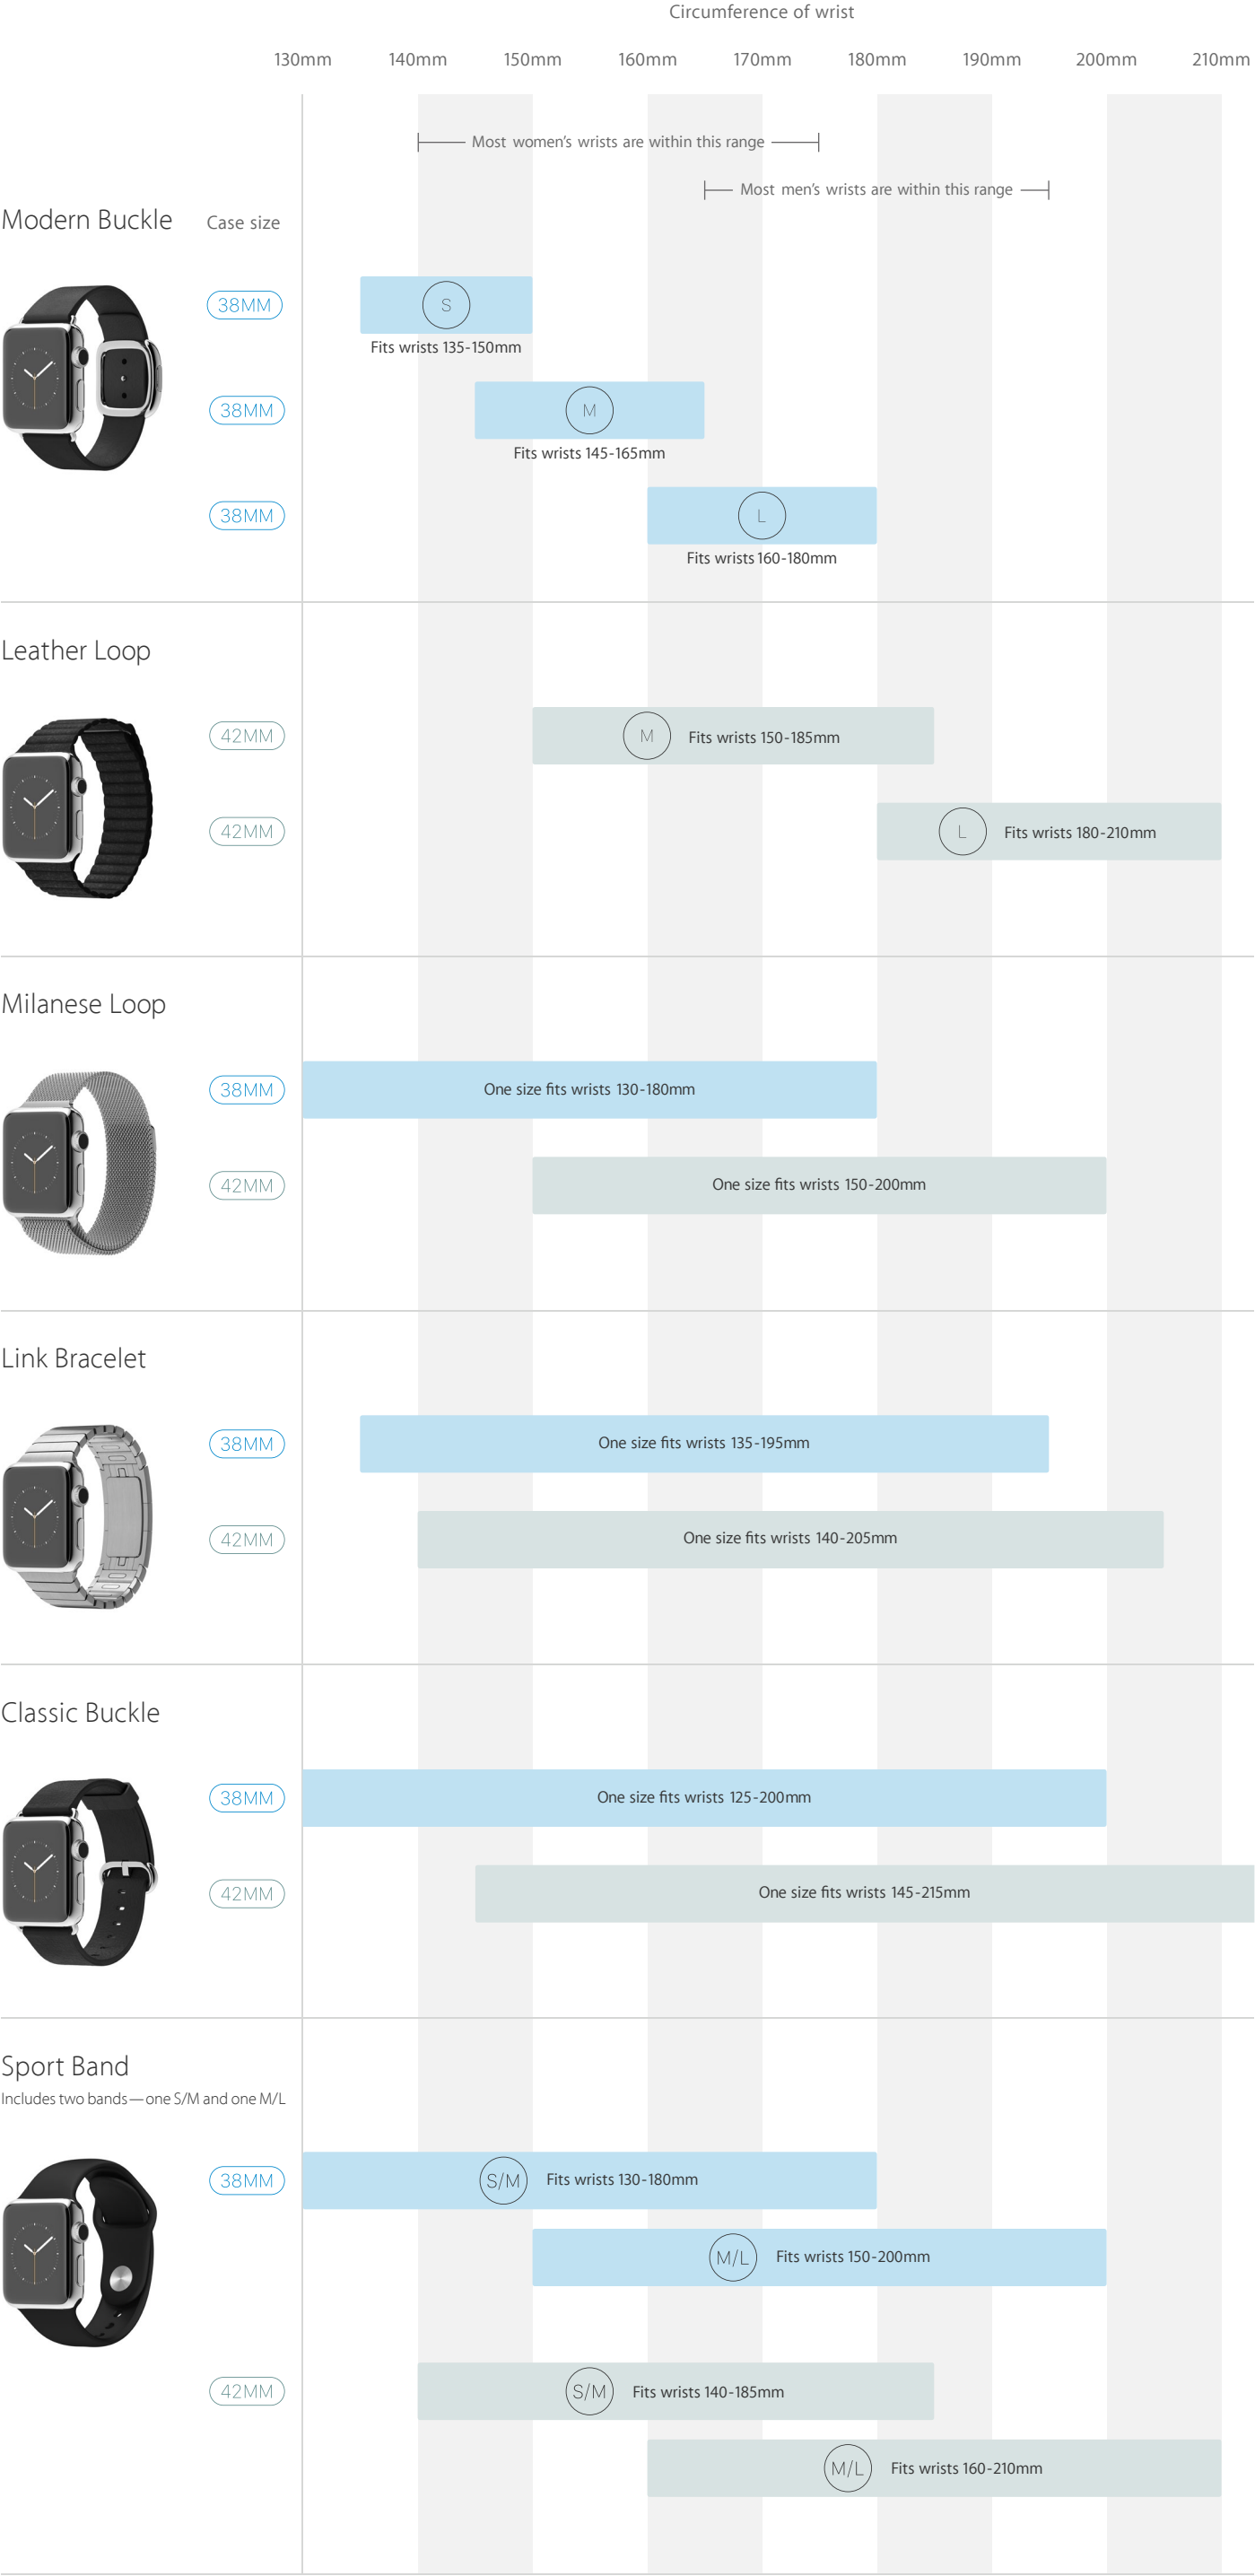 Circumference of wrist
130mm 140mm 150mm 160mm 170mm 180mm 190mm 200mm 210mm
Most women's wrists are within this range
Most men's wrists are within this range
Modern Buckle Case size
38MM S
Fits wrists 135-150mm
38MM M
Fits wrists 145-165mm
38MM L
Fits wrists 160-180mm
Leather Loop
42MM M Fits wrists 150-185mm
42MM L Fits wrists 180-210mm
Milanese Loop
38MM One size fits wrists 130-180mm
42MM One size fits wrists 150-200mm
Link Bracelet
38MM One size fits wrists 135-195mm
42MM One size fits wrists 140-205mm
Classic Buckle
38MM One size fits wrists 125-200mm
42MM One size fits wrists 145-215mm
Sport Band
Includes two bands—one S/M and one M/L
38MM S/M Fits wrists 130-180mm
M/L Fits wrists 150-200mm
42MM S/M Fits wrists 140-185mm
M/L Fits wrists 160-210mm